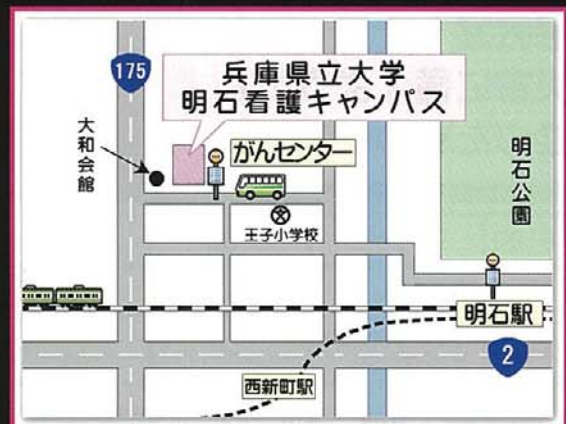 175
兵庫県立大学
明石看護キャンパス
大和会館
がんセンター
王子小学校
明石公園
明石駅
2
西新町駅